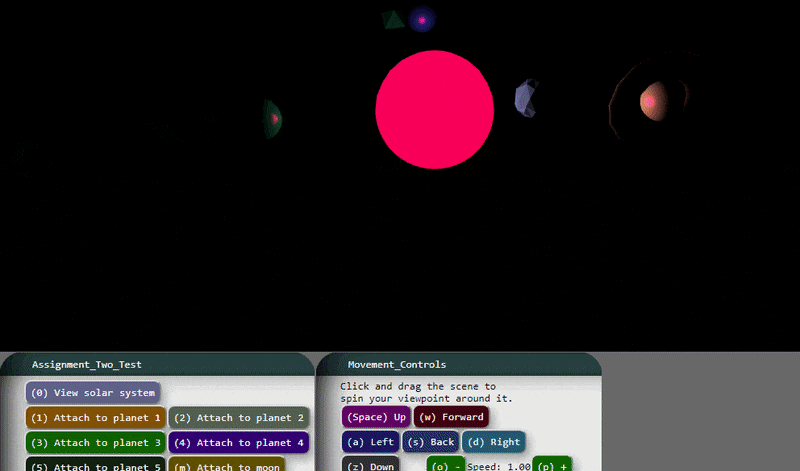 Assignment_Two_Test
(0) View solar system
(1) Attach to planet 1 (2) Attach to planet 2
(3) Attach to planet 3 (4) Attach to planet 4
(5) Attach to planet 5 (m) Attach to moon
Movement_Controls
Click and drag the scene to
spin your viewpoint around it.
(Space) Up (w) Forward
(a) Left (s) Back (d) Right
(z) Down (o) - Speed: 1.00 (p) +